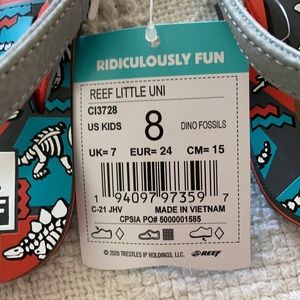 RIDICULOUSLY FUN
REEF LITTLE UNI
CI3728
US KIDS 8 DINO FOSSILS
UK= 7 EUR= 24 CM= 15
1 94097 97359 7
C-21 JHV MADE IN VIETNAM
CPSIA PO# 5000001585
© 2020 TRESTLES IP HOLDINGS, LLC. REEF